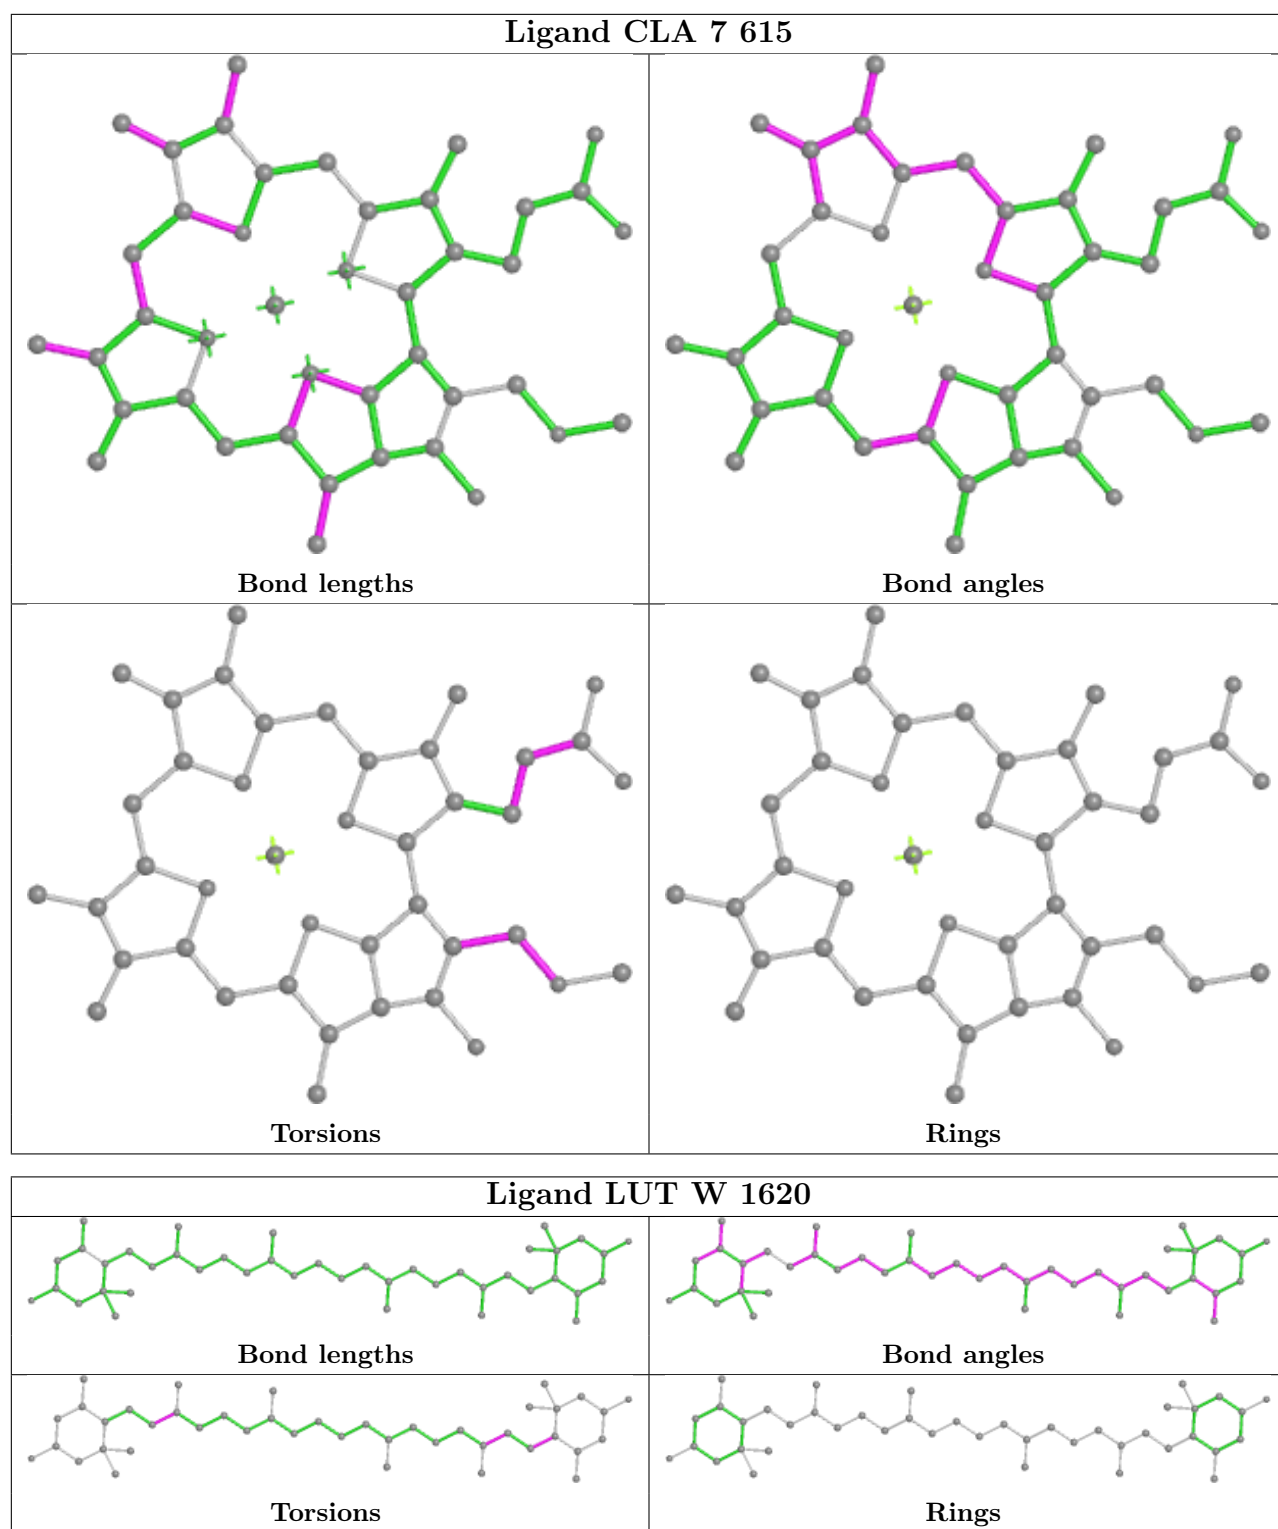 Ligand CLA 7 615
Bond lengths
Bond angles
Torsions
Rings
Ligand LUT W 1620
Bond lengths
Bond angles
Torsions
Rings